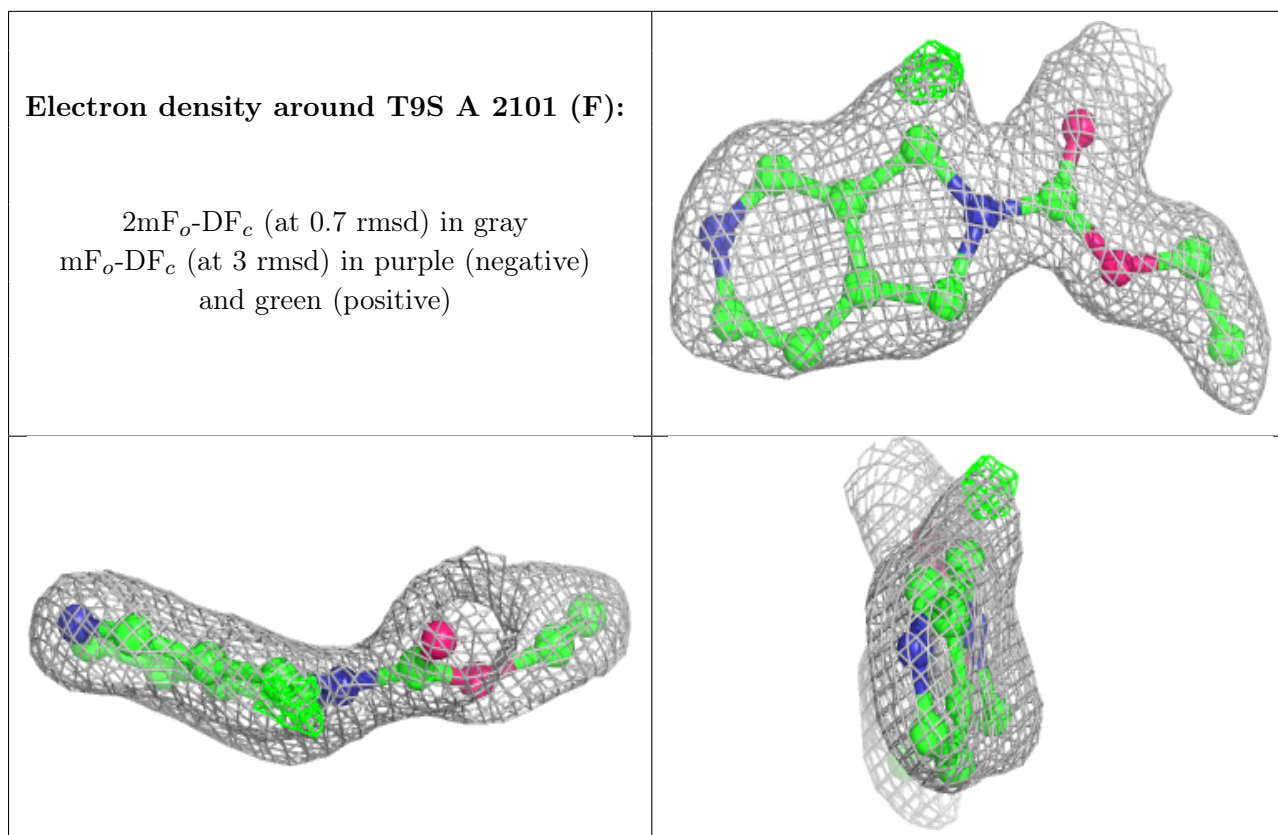 Electron density around T9S A 2101 (F):
2mFo-DFc (at 0.7 rmsd) in gray
mFo-DFc (at 3 rmsd) in purple (negative)
and green (positive)